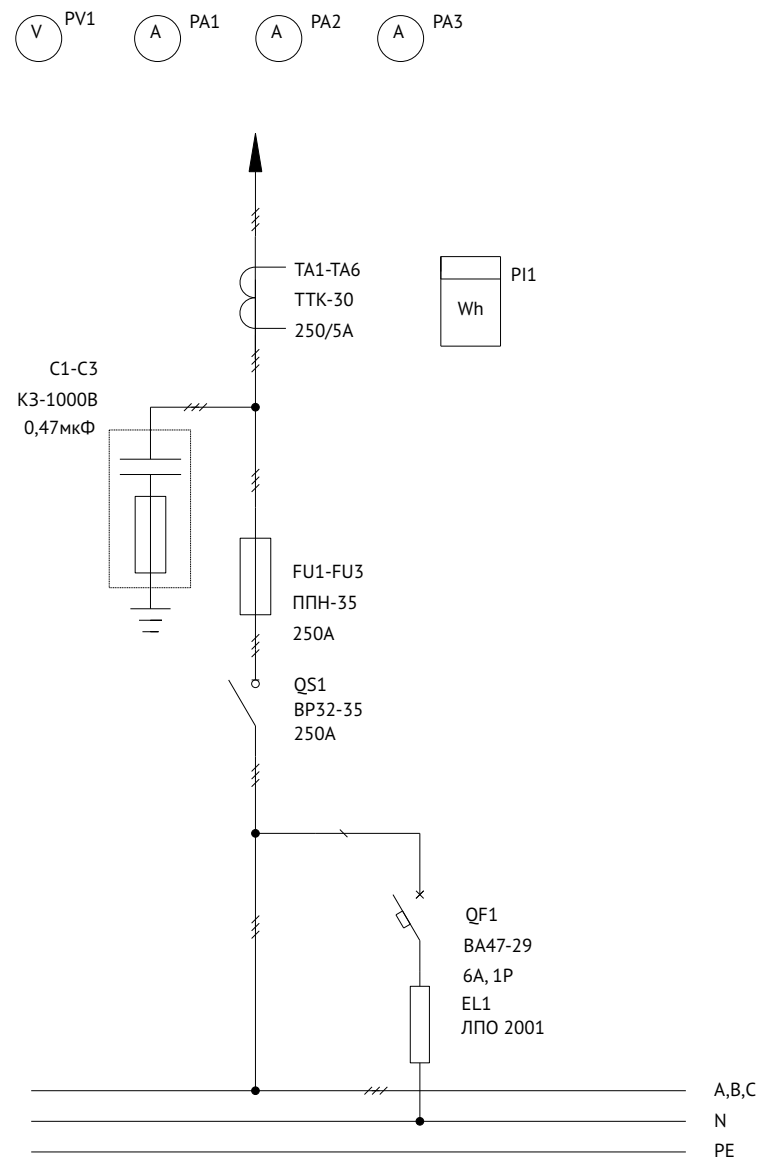 V PV1 A PA1 A PA2 A PA3
TA1-TA6
ТТК-30
250/5А
Wh PI1
C1-C3
КЗ-1000В
0,47мкФ
FU1-FU3
ППН-35
250А
QS1
ВР32-35
250А
QF1
ВА47-29
6А, 1Р
EL1
ЛПО 2001
A,B,C
N
PE